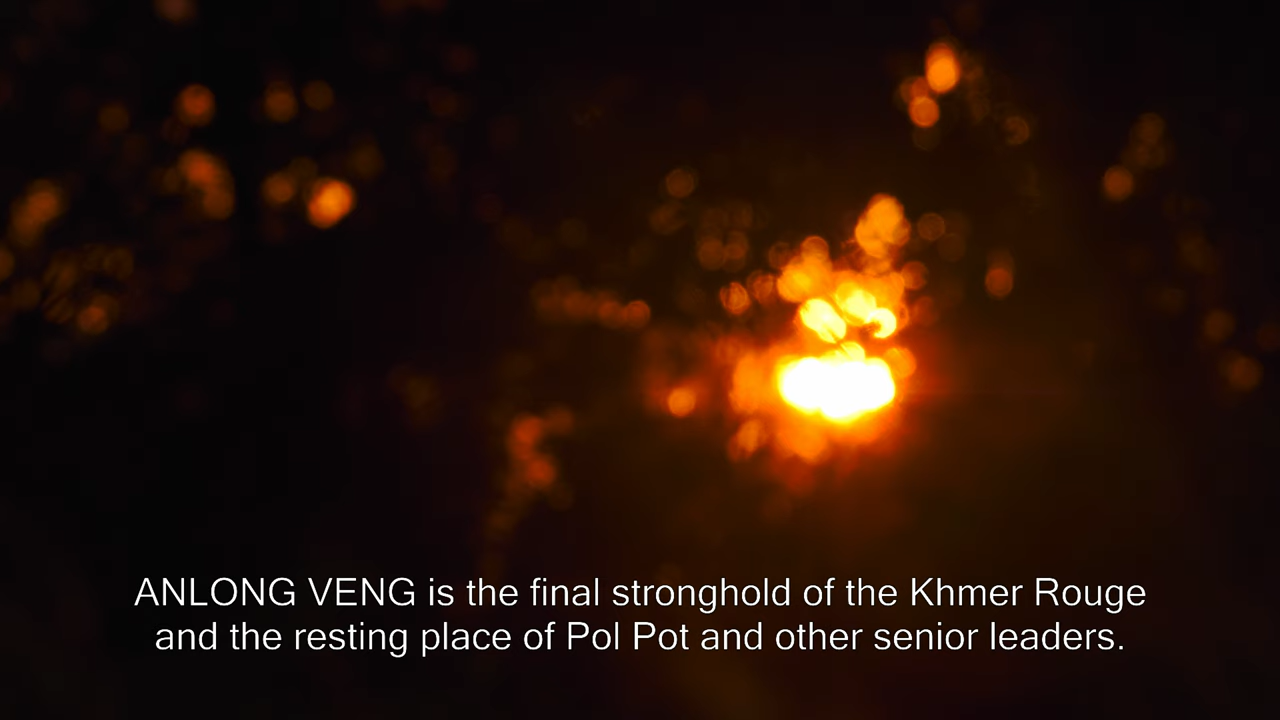 ANLONG VENG is the final stronghold of the Khmer Rouge
and the resting place of Pol Pot and other senior leaders.